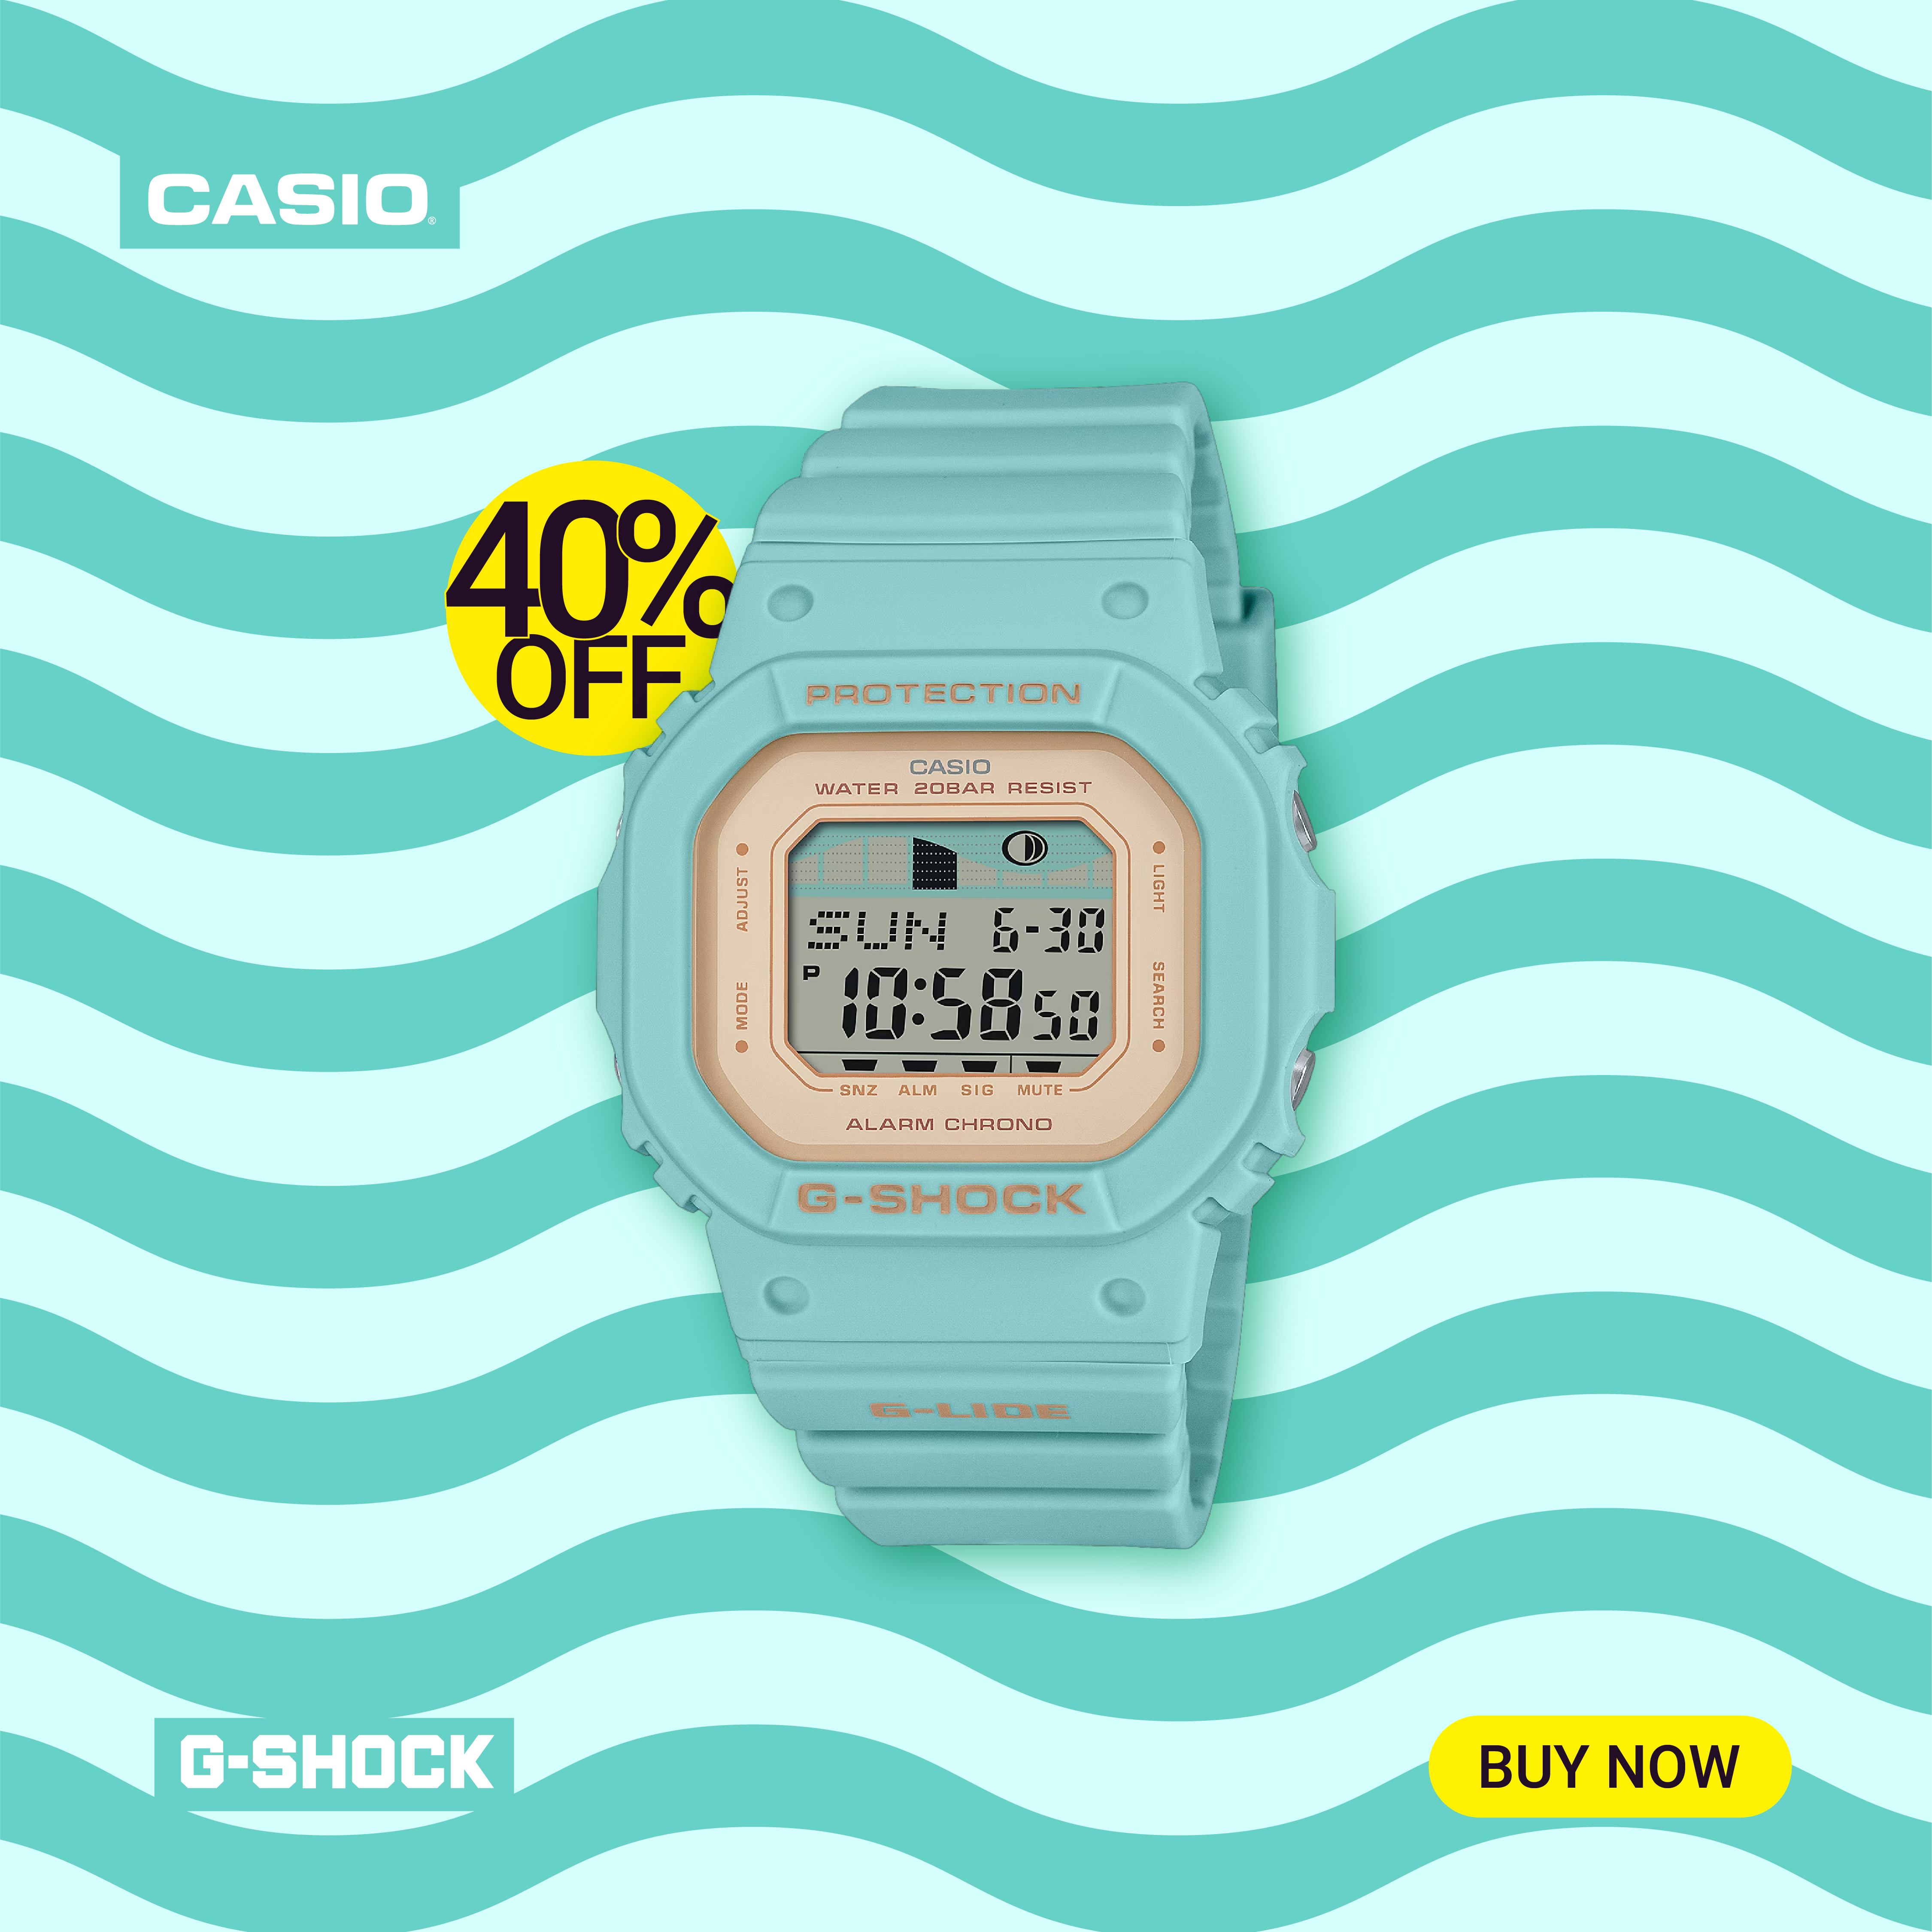 CASIO®
40%
OFF
PROTECTION
CASIO
WATER 20BAR RESIST
ADJUST
LIGHT
SUN 6-30
P 10:58 50
MODE
SEARCH
SNZ ALM SIG MUTE
ALARM CHRONO
G-SHOCK
G-LIDE
G-SHOCK
BUY NOW